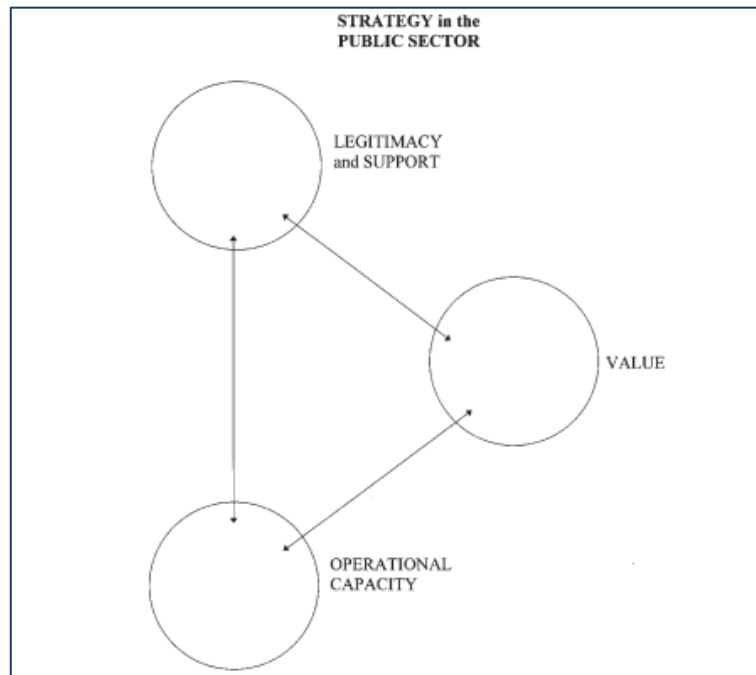 STRATEGY in the
PUBLIC SECTOR
LEGITIMACY
and SUPPORT
VALUE
OPERATIONAL
CAPACITY